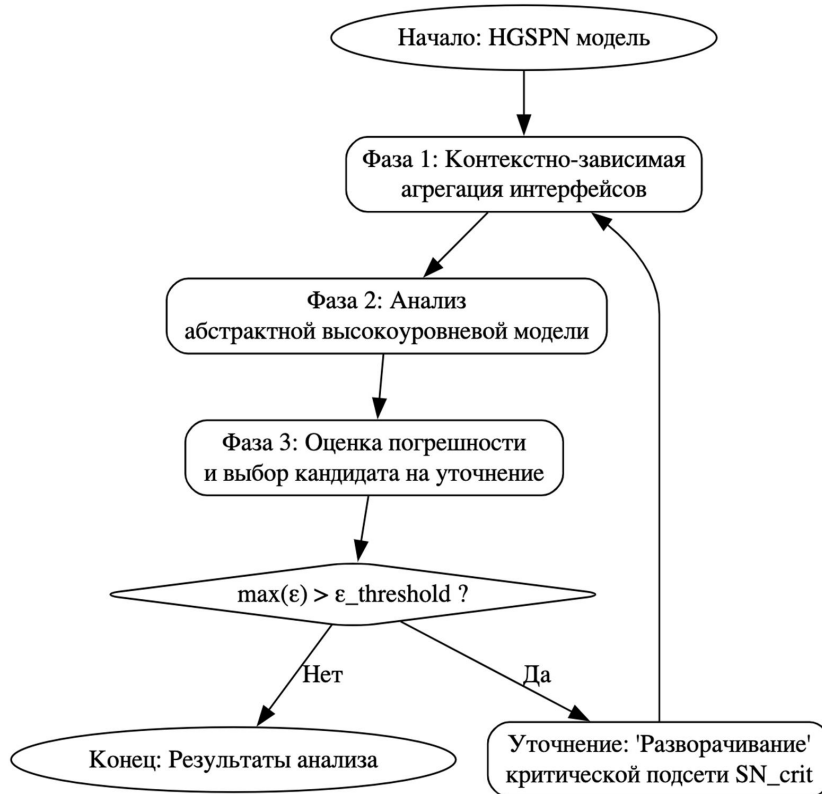 Начало: HGSPN модель
Фаза 1: Контекстно-зависимая
агрегация интерфейсов
Фаза 2: Анализ
абстрактной высокоуровневой модели
Фаза 3: Оценка погрешности
и выбор кандидата на уточнение
max(ε) > ε_threshold ?
Нет
Да
Конец: Результаты анализа
Уточнение: 'Разворачивание'
критической подсети SN_crit